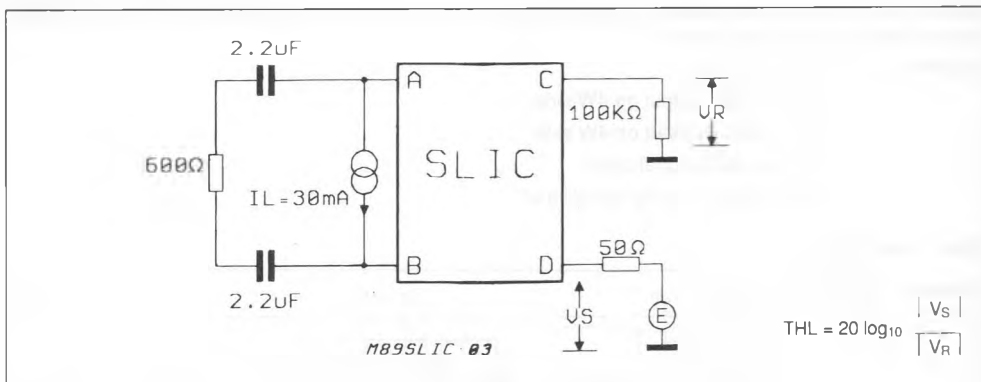 2.2uF
A
C
100KΩ
VR
600Ω
SLIC
IL=30mA
50Ω
B
D
2.2uF
VS
E
M89SLIC-03
THL = 20 log10 |VS| / |VR|